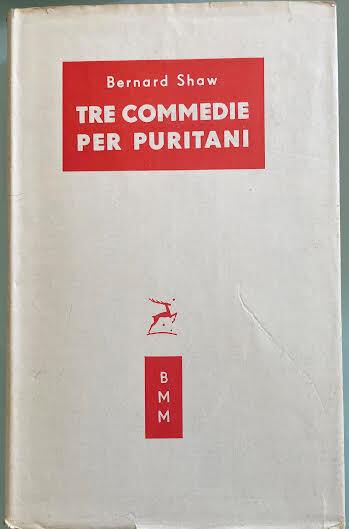 Bernard Shaw
TRE COMMEDIE
PER PURITANI
B
M
M